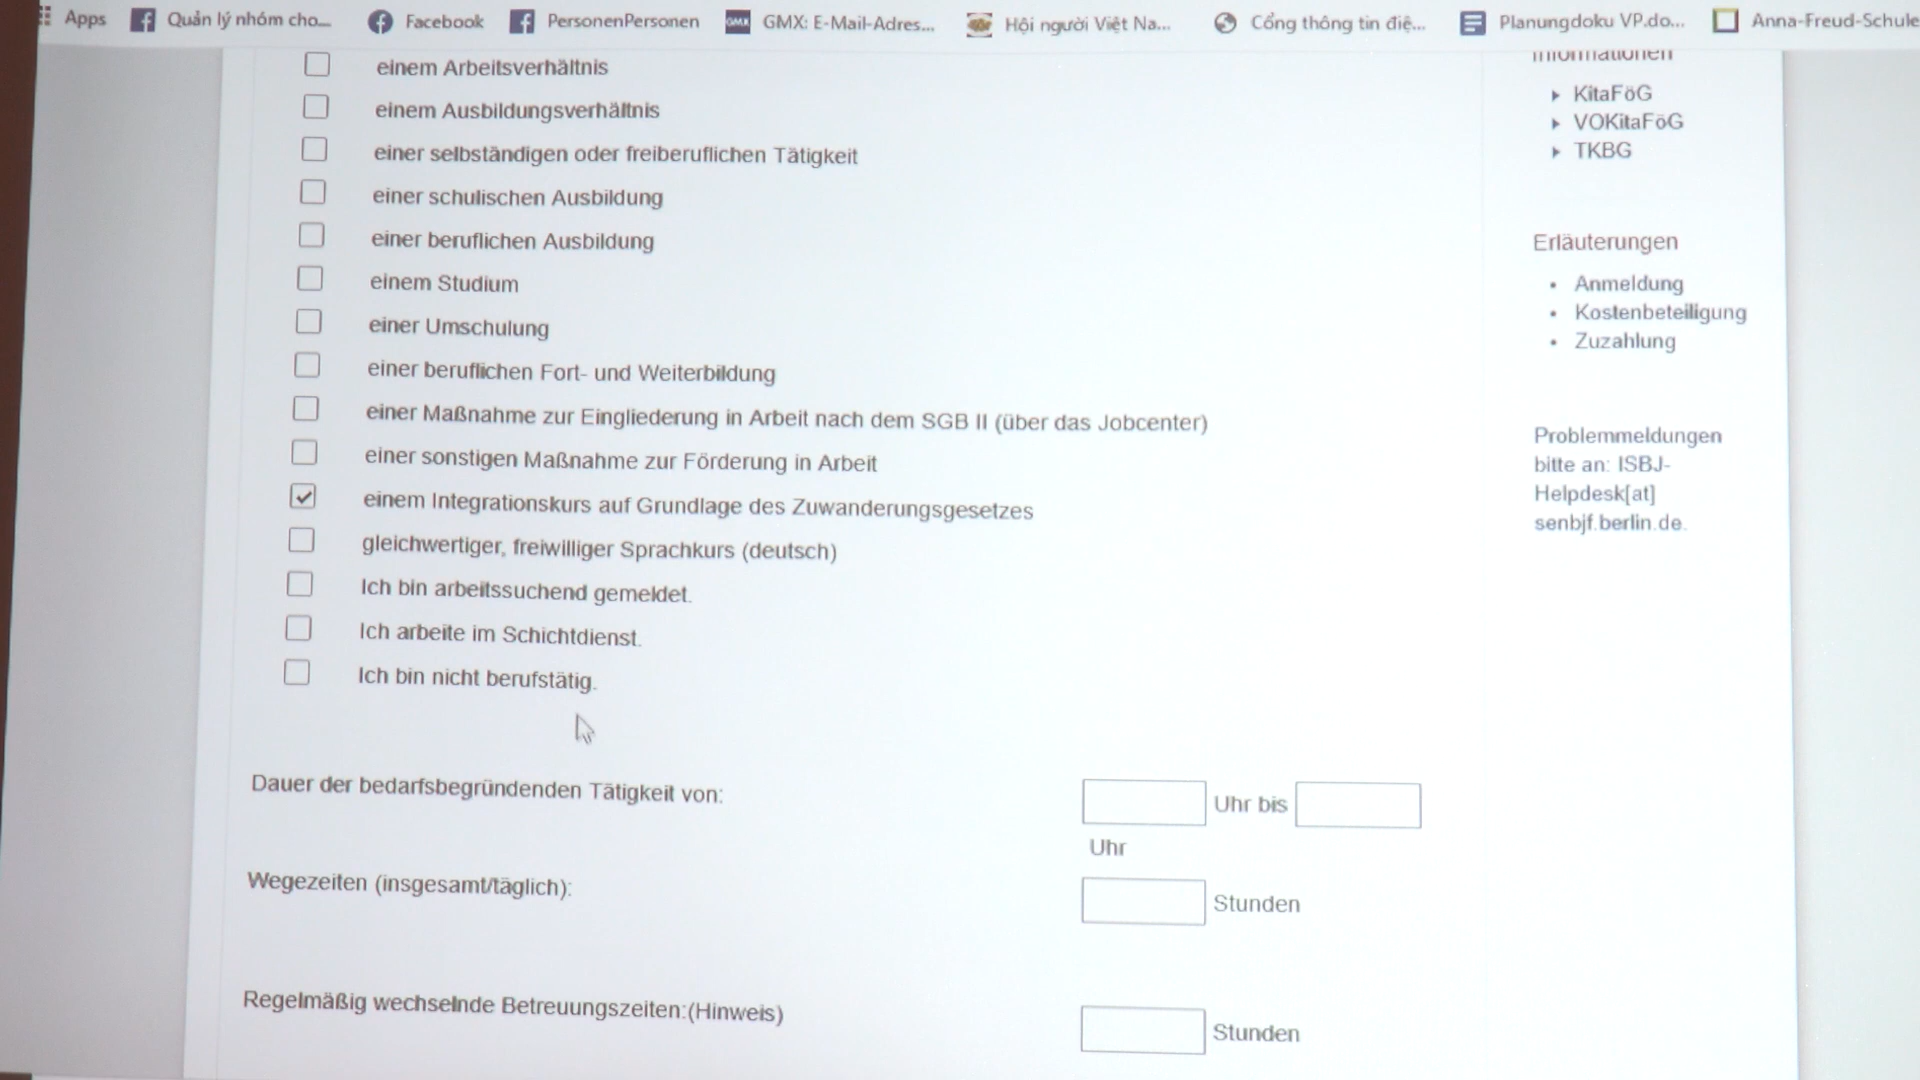 Apps Quản lý nhóm cho... Facebook PersonenPersonen GMX: E-Mail-Adres... Hội người Việt Na... Cổng thông tin điệ... Planungdoku VP.do... Anna-Freud-Schule
einem Arbeitsverhältnis
einem Ausbildungsverhältnis
einer selbständigen oder freiberuflichen Tätigkeit
einer schulischen Ausbildung
einer beruflichen Ausbildung
einem Studium
einer Umschulung
einer beruflichen Fort- und Weiterbildung
einer Maßnahme zur Eingliederung in Arbeit nach dem SGB II (über das Jobcenter)
einer sonstigen Maßnahme zur Förderung in Arbeit
einem Integrationskurs auf Grundlage des Zuwanderungsgesetzes
gleichwertiger, freiwilliger Sprachkurs (deutsch)
Ich bin arbeitssuchend gemeldet.
Ich arbeite im Schichtdienst.
Ich bin nicht berufstätig.
Dauer der bedarfsbegründenden Tätigkeit von: Uhr bis
Uhr
Wegezeiten (insgesamt/täglich): Stunden
Regelmäßig wechselnde Betreuungszeiten:(Hinweis) Stunden
Informationen
KitaFöG
VOKitaFöG
TKBG
Erläuterungen
Anmeldung
Kostenbeteiligung
Zuzahlung
Problemmeldungen
bitte an: ISBJ-
Helpdesk[at]
senbjf.berlin.de.